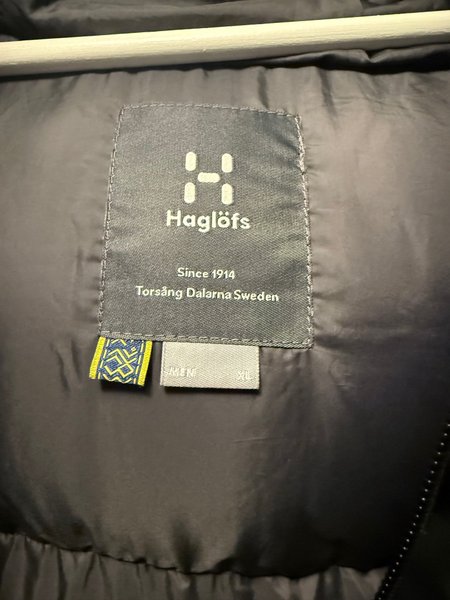 Haglöfs
Since 1914
Torsång Dalarna Sweden
MEN XL